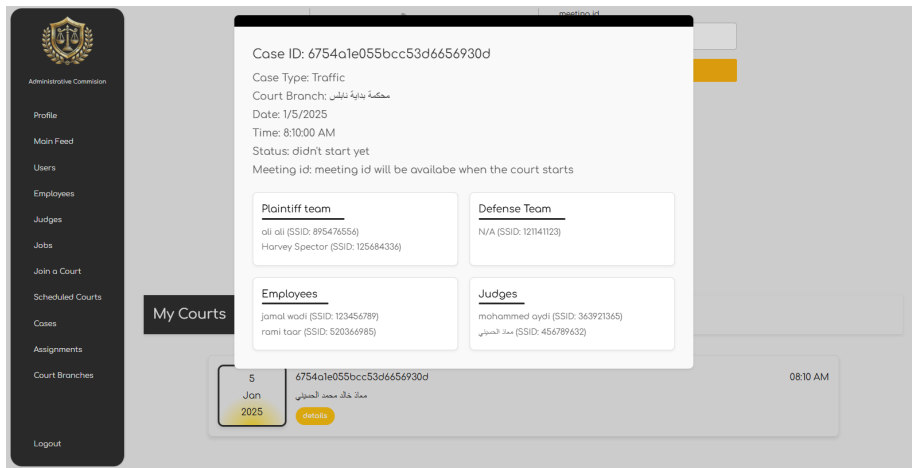 Administrative Commision
Profile
Main Feed
Users
Employees
Judges
Jobs
Join a Court
Scheduled Courts
Cases
Assignments
Court Branches
Logout
meeting id
Case ID: 6754a1e055bcc53d6656930d
Case Type: Traffic
Court Branch: محكمة بداية نابلس
Date: 1/5/2025
Time: 8:10:00 AM
Status: didn't start yet
Meeting id: meeting id will be availabe when the court starts
Plaintiff team
ali ali (SSID: 895476556)
Harvey Spector (SSID: 125684336)
Defense Team
N/A (SSID: 121141123)
Employees
jamal wadi (SSID: 123456789)
rami taar (SSID: 520366985)
Judges
mohammed aydi (SSID: 363921365)
معاذ الحسيني (SSID: 456789632)
My Courts
5
Jan
2025
6754a1e055bcc53d6656930d
معاذ خالد محمد الحسيني
details
08:10 AM